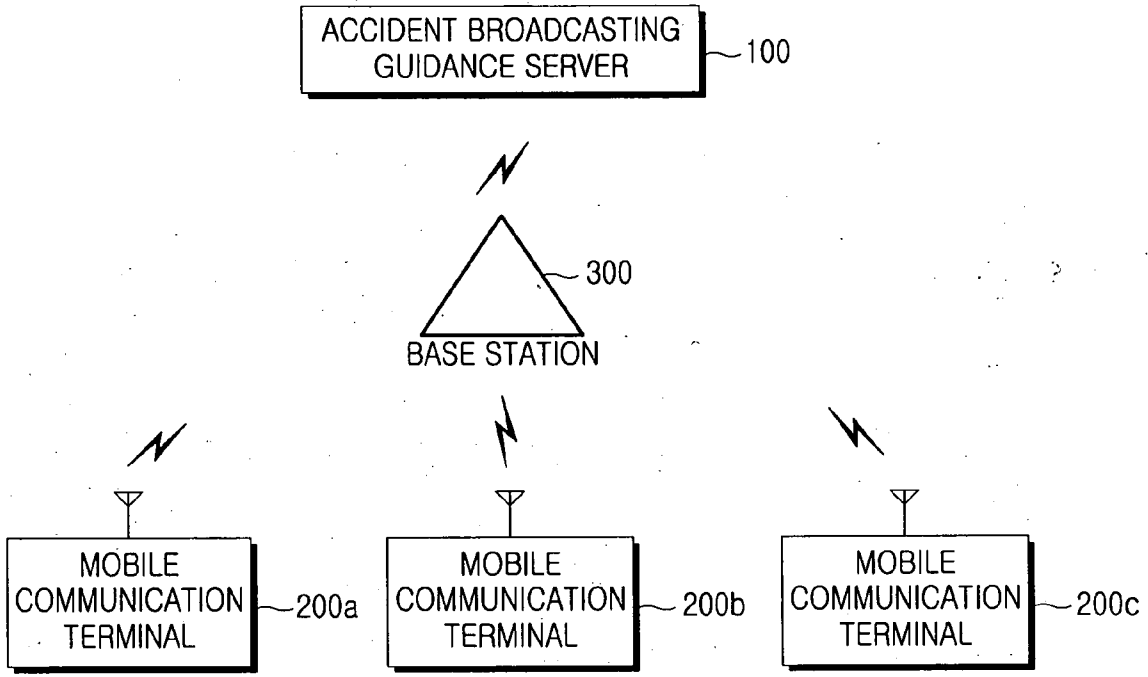 ACCIDENT BROADCASTING
GUIDANCE SERVER
100
300
BASE STATION
MOBILE
COMMUNICATION
TERMINAL
200a
MOBILE
COMMUNICATION
TERMINAL
200b
MOBILE
COMMUNICATION
TERMINAL
200c